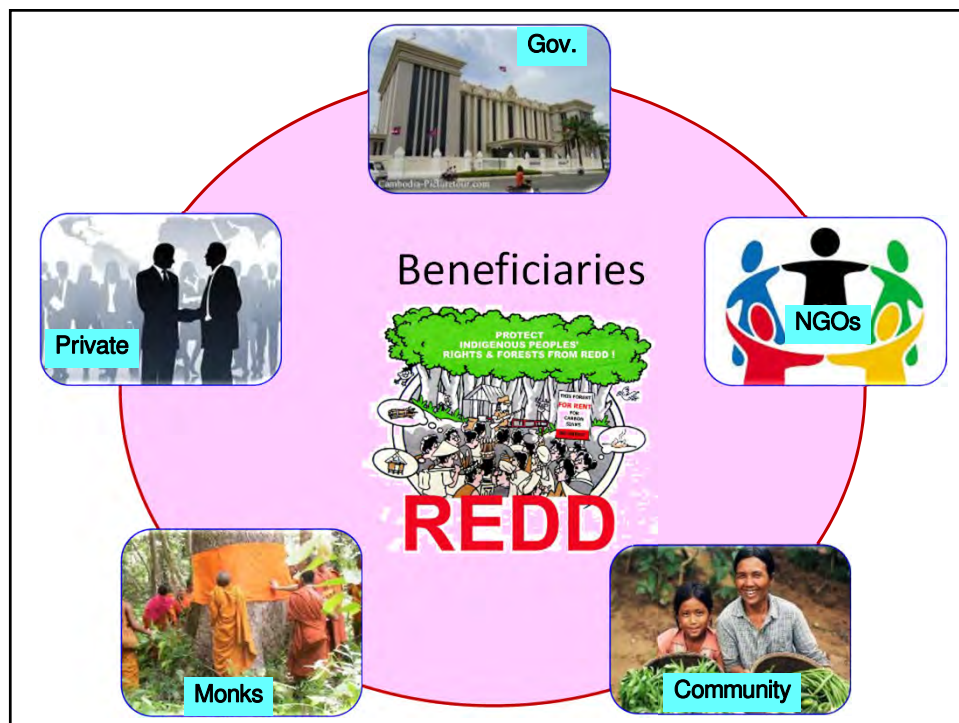 Gov.
Cambodia-Picturetour.com
Beneficiaries
Private
NGOs
PROTECT
INDIGENOUS PEOPLES'
RIGHTS & FORESTS FROM REDD !
THIS FOREST
FOR RENT
FOR
CARBON
SINKS
REDD
Monks
Community